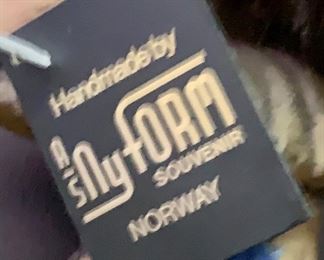 Handmade by
A/S NyFORM
SOUVENIR
NORWAY